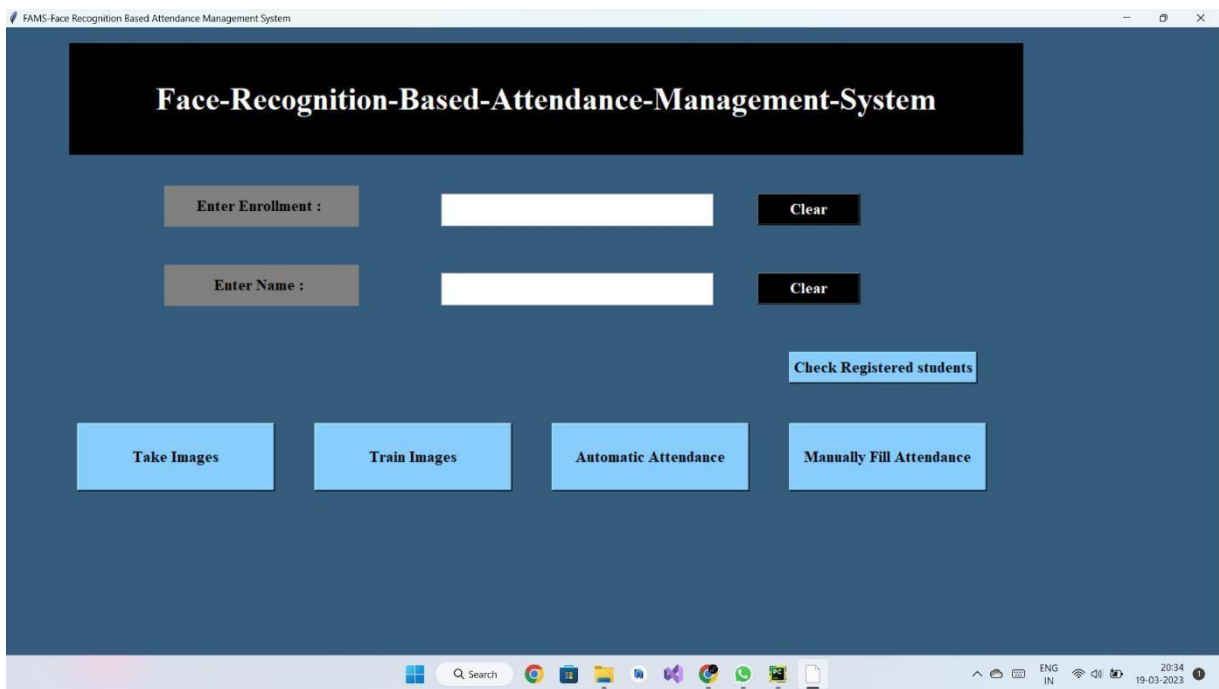 FAMS-Face Recognition Based Attendance Management System
Face-Recognition-Based-Attendance-Management-System
Enter Enrollment :
Clear
Enter Name :
Clear
Check Registered students
Take Images
Train Images
Automatic Attendance
Manually Fill Attendance
Search
PC
ENG
IN
20:34
19-03-2023
1